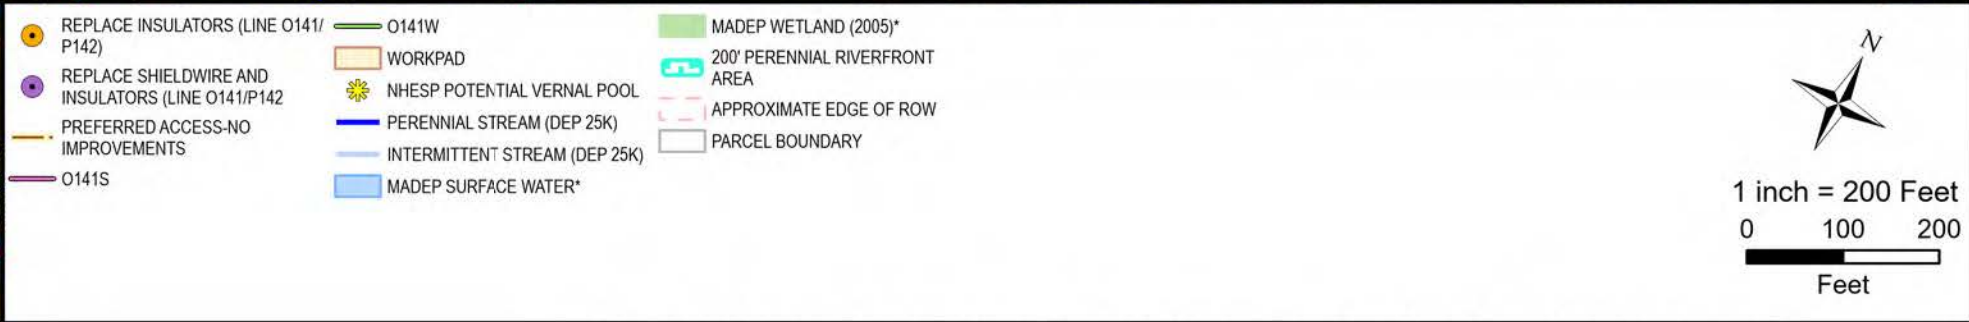 REPLACE INSULATORS (LINE O141/
P142)
REPLACE SHIELDWIRE AND
INSULATORS (LINE O141/P142
PREFERRED ACCESS-NO
IMPROVEMENTS
O141S
O141W
WORKPAD
NHESP POTENTIAL VERNAL POOL
PERENNIAL STREAM (DEP 25K)
INTERMITTENT STREAM (DEP 25K)
MADEP SURFACE WATER*
MADEP WETLAND (2005)*
200' PERENNIAL RIVERFRONT
AREA
APPROXIMATE EDGE OF ROW
PARCEL BOUNDARY
N
1 inch = 200 Feet
0 100 200
Feet